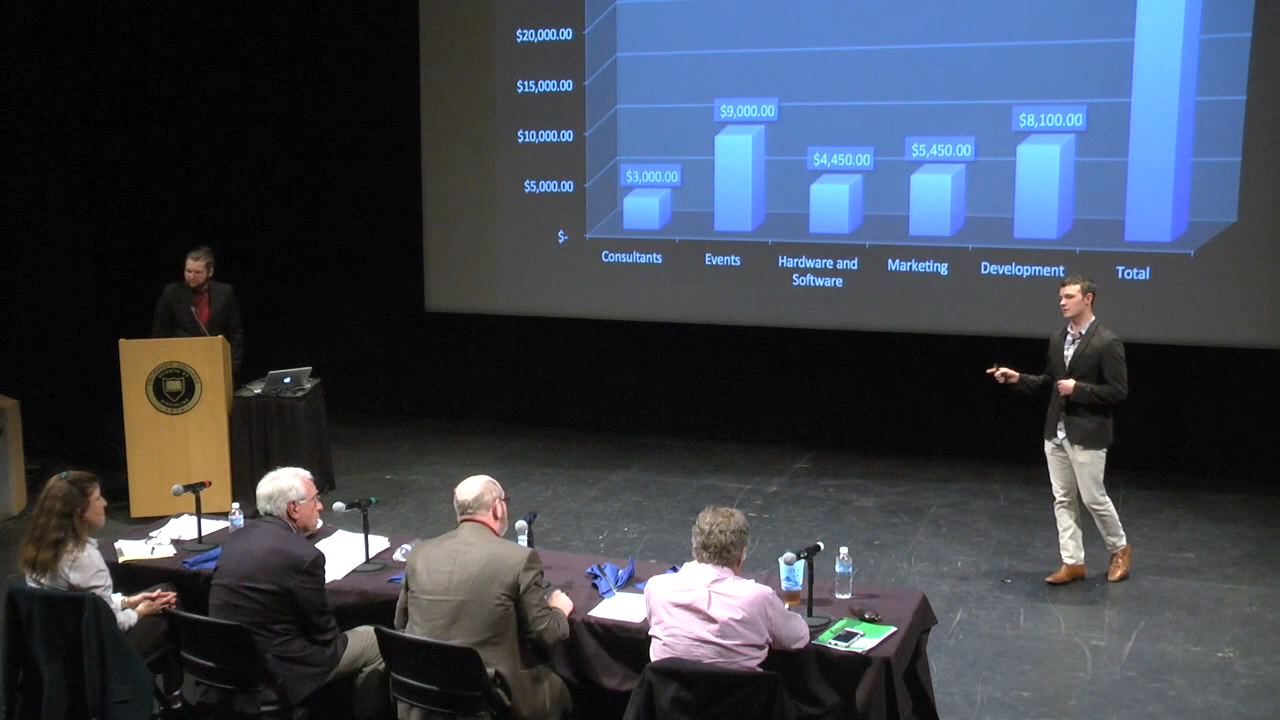 $20,000.00
$15,000.00
$10,000.00
$5,000.00
$-
$3,000.00
$9,000.00
$4,450.00
$5,450.00
$8,100.00
Consultants
Events
Hardware and
Software
Marketing
Development
Total